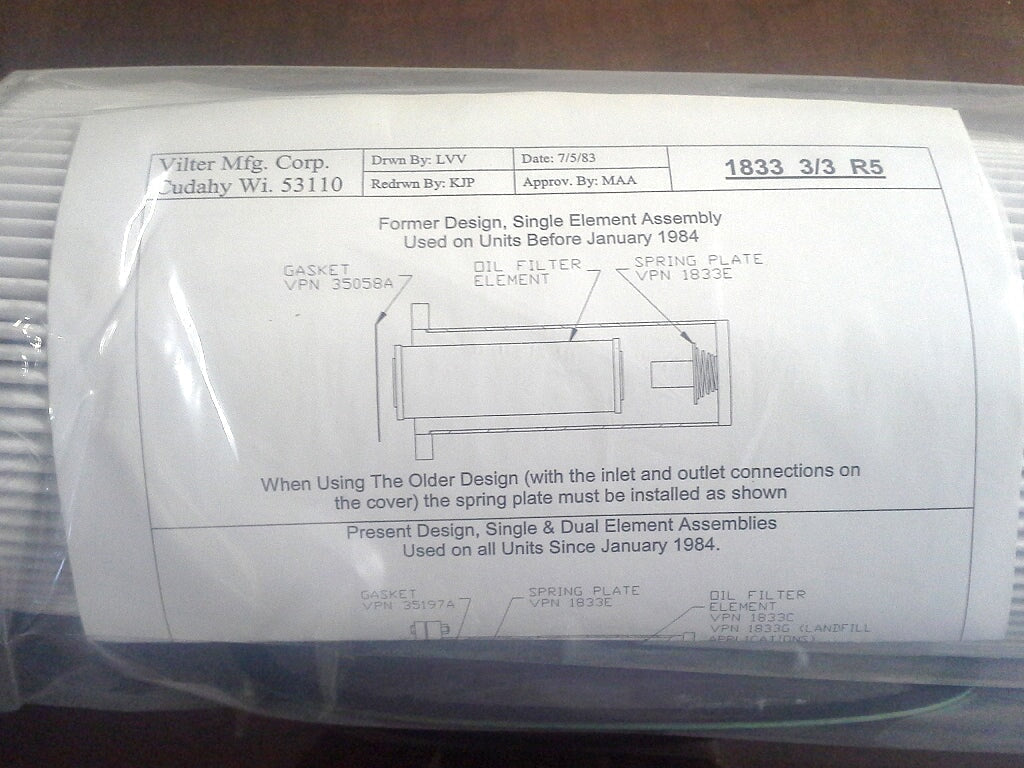 Vilter Mfg. Corp.
Cudahy Wi. 53110
Drwn By: LVV
Redrwn By: KJP
Date: 7/5/83
Approv. By: MAA
1833 3/3 R5
Former Design, Single Element Assembly
Used on Units Before January 1984
GASKET
VPN 35058A
OIL FILTER
ELEMENT
SPRING PLATE
VPN 1833E
When Using The Older Design (with the inlet and outlet connections on
the cover) the spring plate must be installed as shown
Present Design, Single & Dual Element Assemblies
Used on all Units Since January 1984.
GASKET
VPN 35197A
SPRING PLATE
VPN 1833E
OIL FILTER
ELEMENT
VPN 1833C
VPN 1833G (LANDFILL
APPLICATIONS)